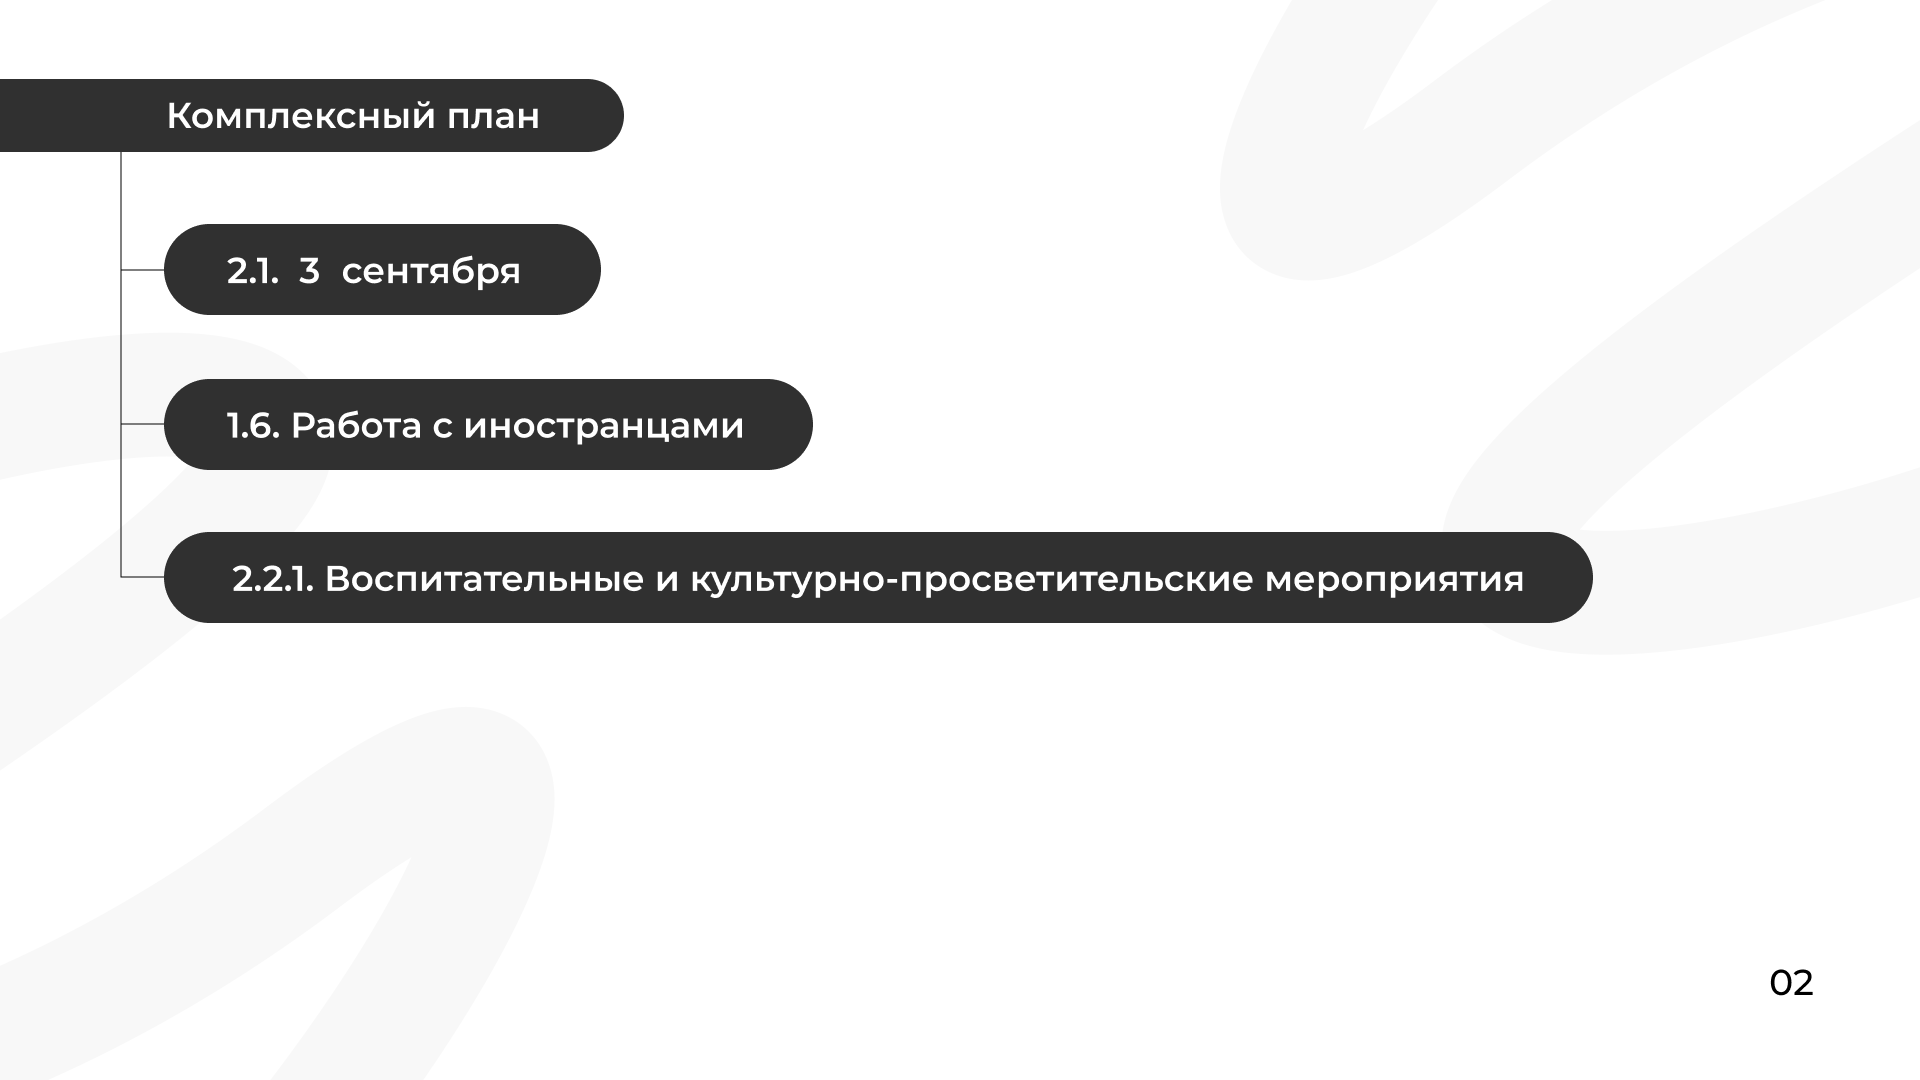 Комплексный план
2.1. 3 сентября
1.6. Работа с иностранцами
2.2.1. Воспитательные и культурно-просветительские мероприятия
02